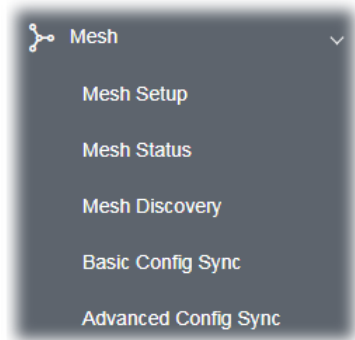 Mesh
Mesh Setup
Mesh Status
Mesh Discovery
Basic Config Sync
Advanced Config Sync